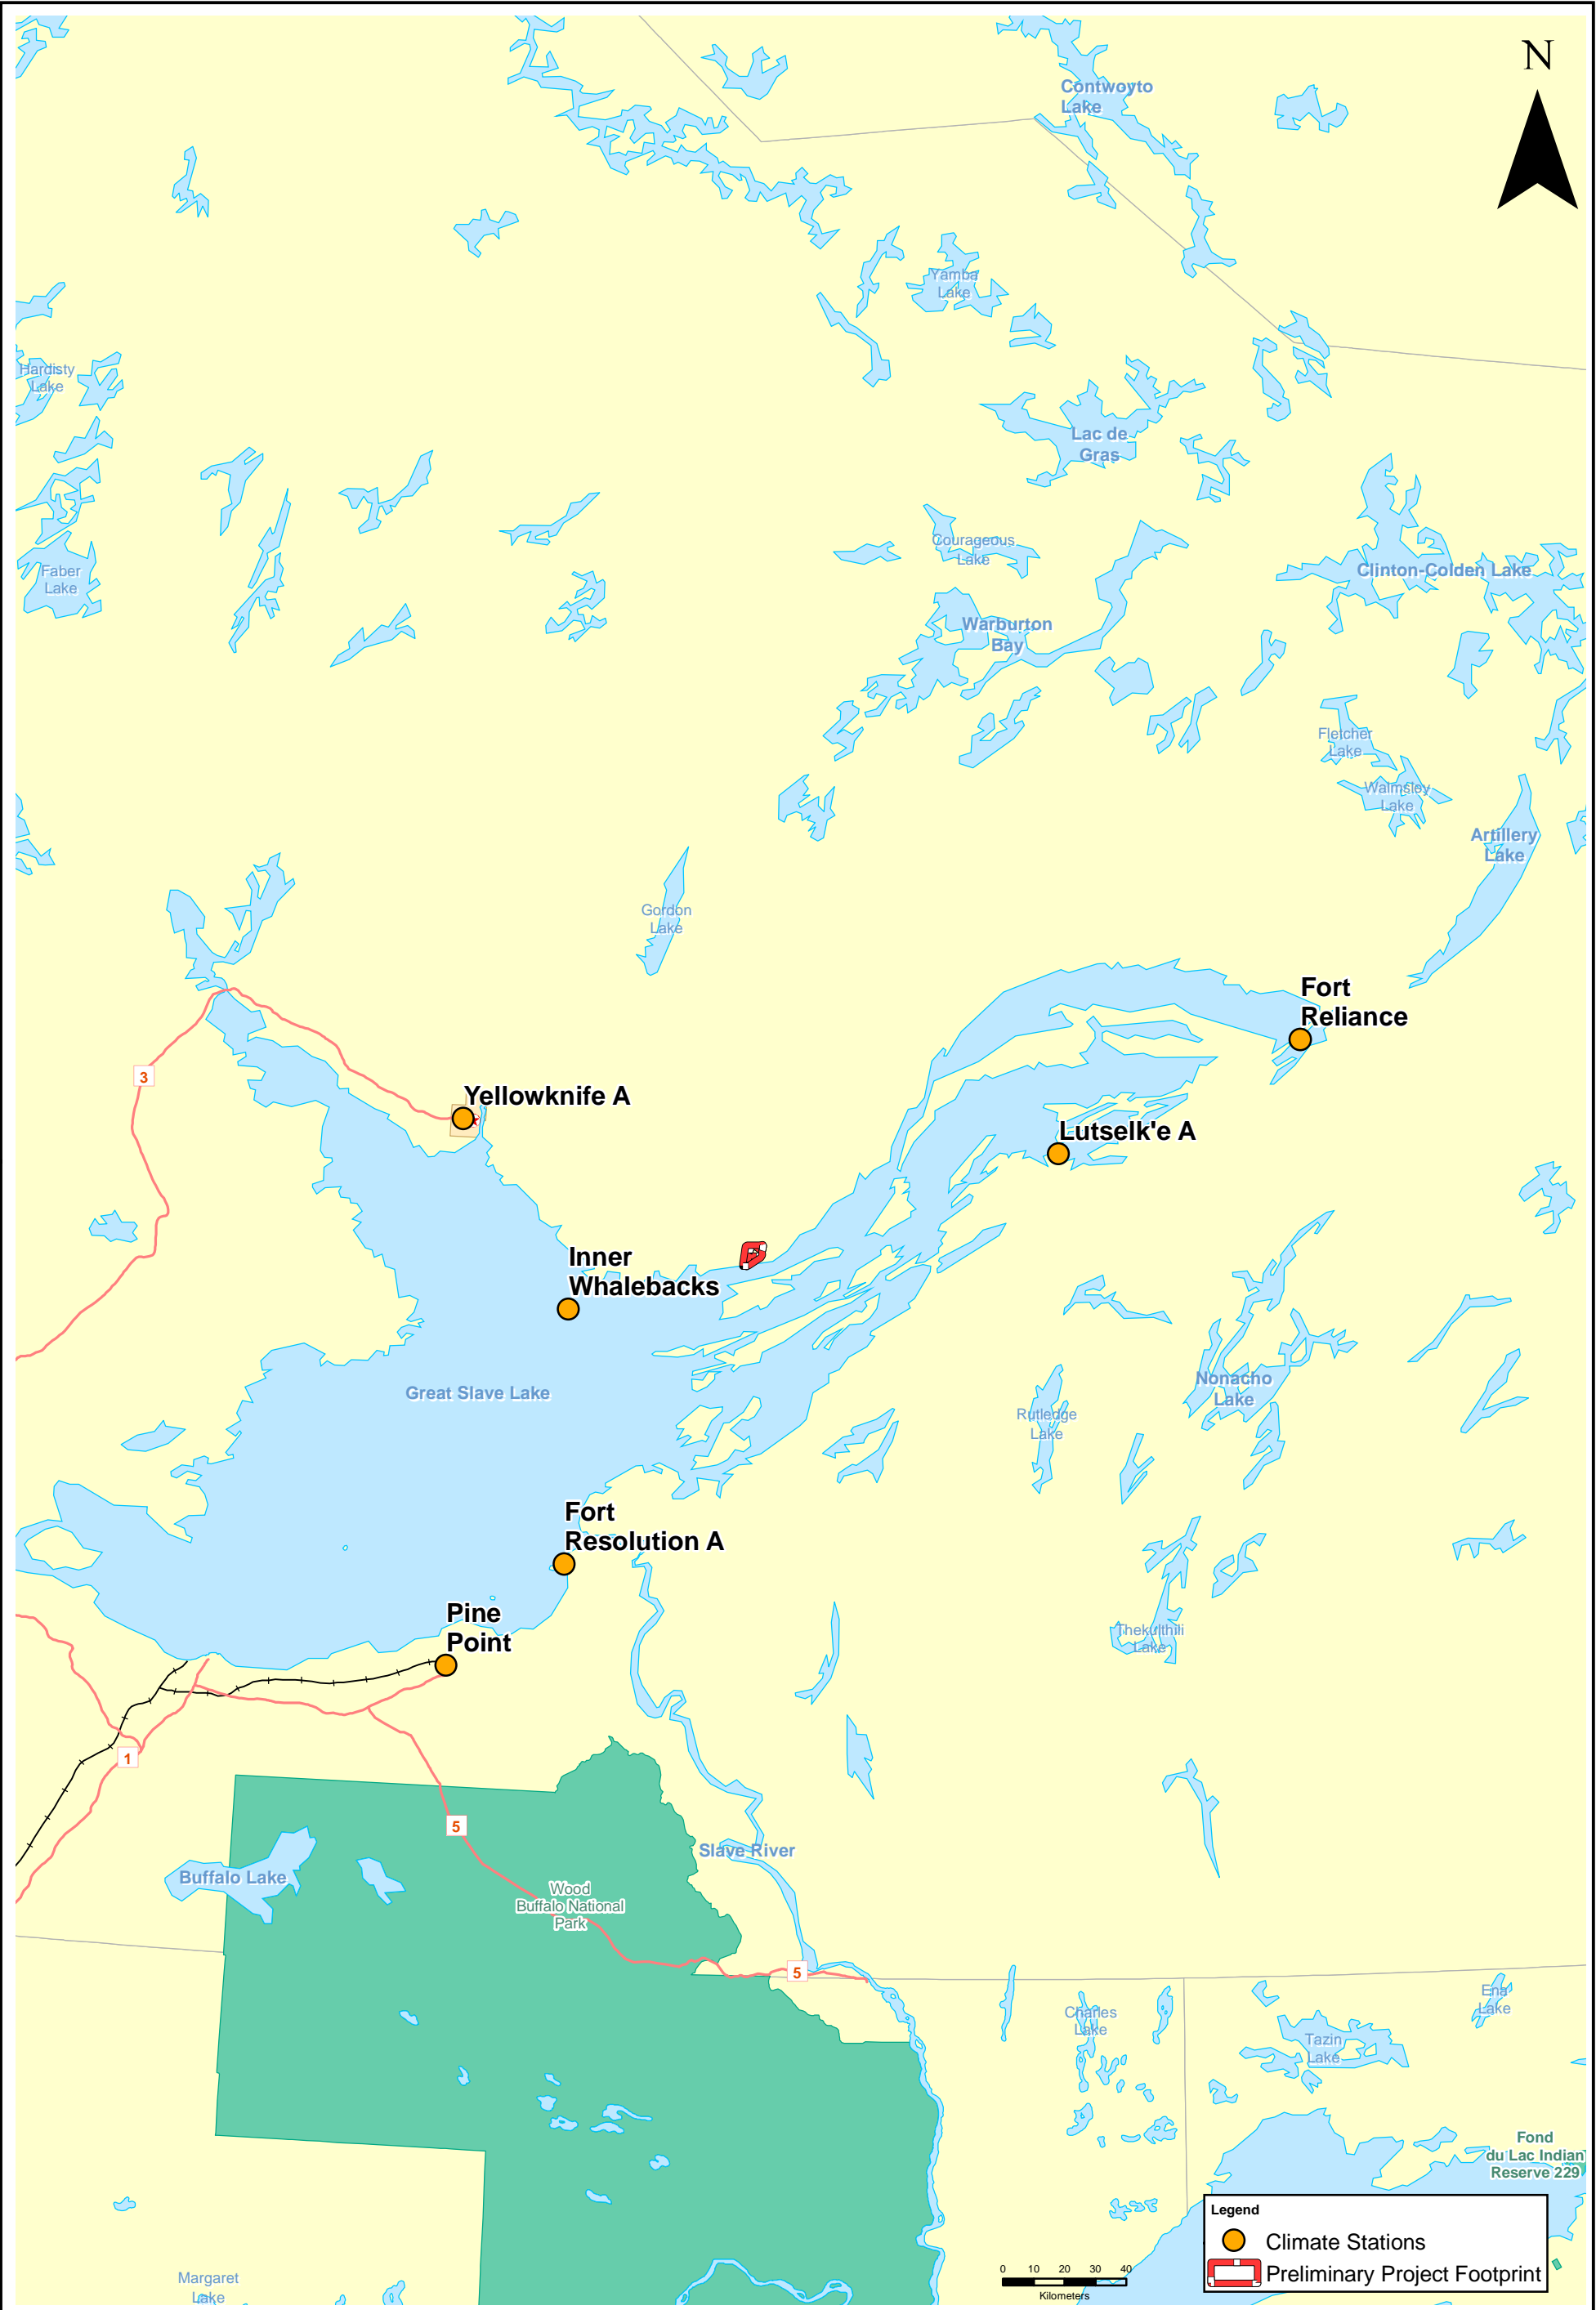 N
Contwoyto
Lake
Yamba
Lake
Hardisty
Lake
Lac de
Gras
Courageous
Lake
Clinton-Colden Lake
Faber
Lake
Warburton
Bay
Fletcher
Lake
Walmsley
Lake
Artillery
Lake
Gordon
Lake
Fort
Reliance
3
Yellowknife A
Lutselk'e A
Inner
Whalebacks
Great Slave Lake
Nonacho
Lake
Rutledge
Lake
Fort
Resolution A
Pine
Point
Thekulthili
Lake
1
5
Slave River
Buffalo Lake
Wood
Buffalo National
Park
5
Ena
Lake
Charles
Lake
Tazin
Lake
Fond
du Lac Indian
Reserve 229
Legend
Climate Stations
Preliminary Project Footprint
0 10 20 30 40
Kilometers
Margaret
Lake